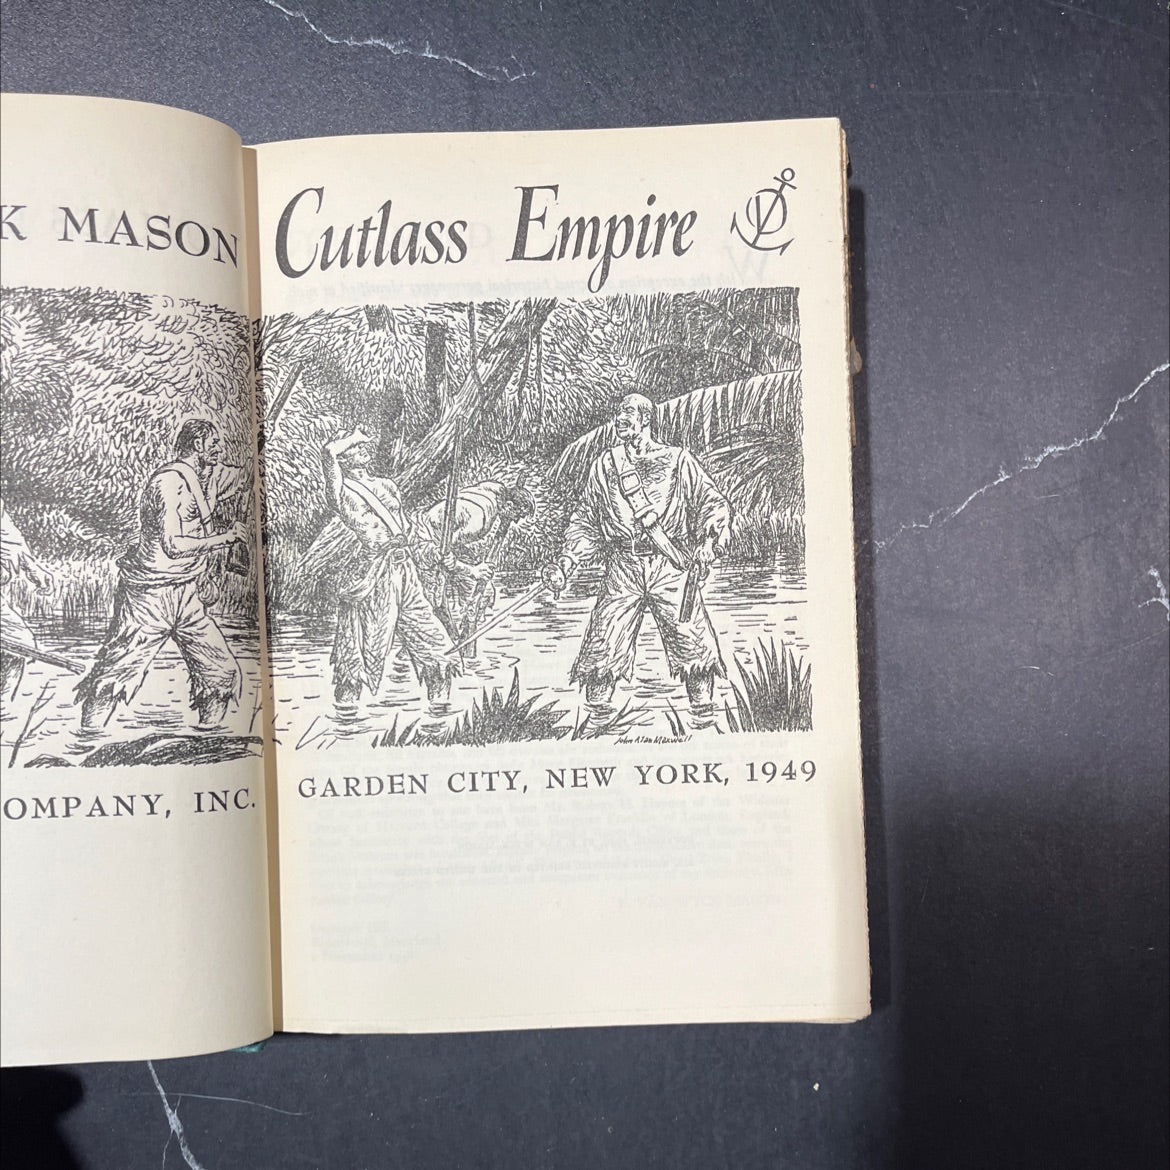 K MASON
Cutlass Empire
John Alan Maxwell
OMPANY, INC.
GARDEN CITY, NEW YORK, 1949